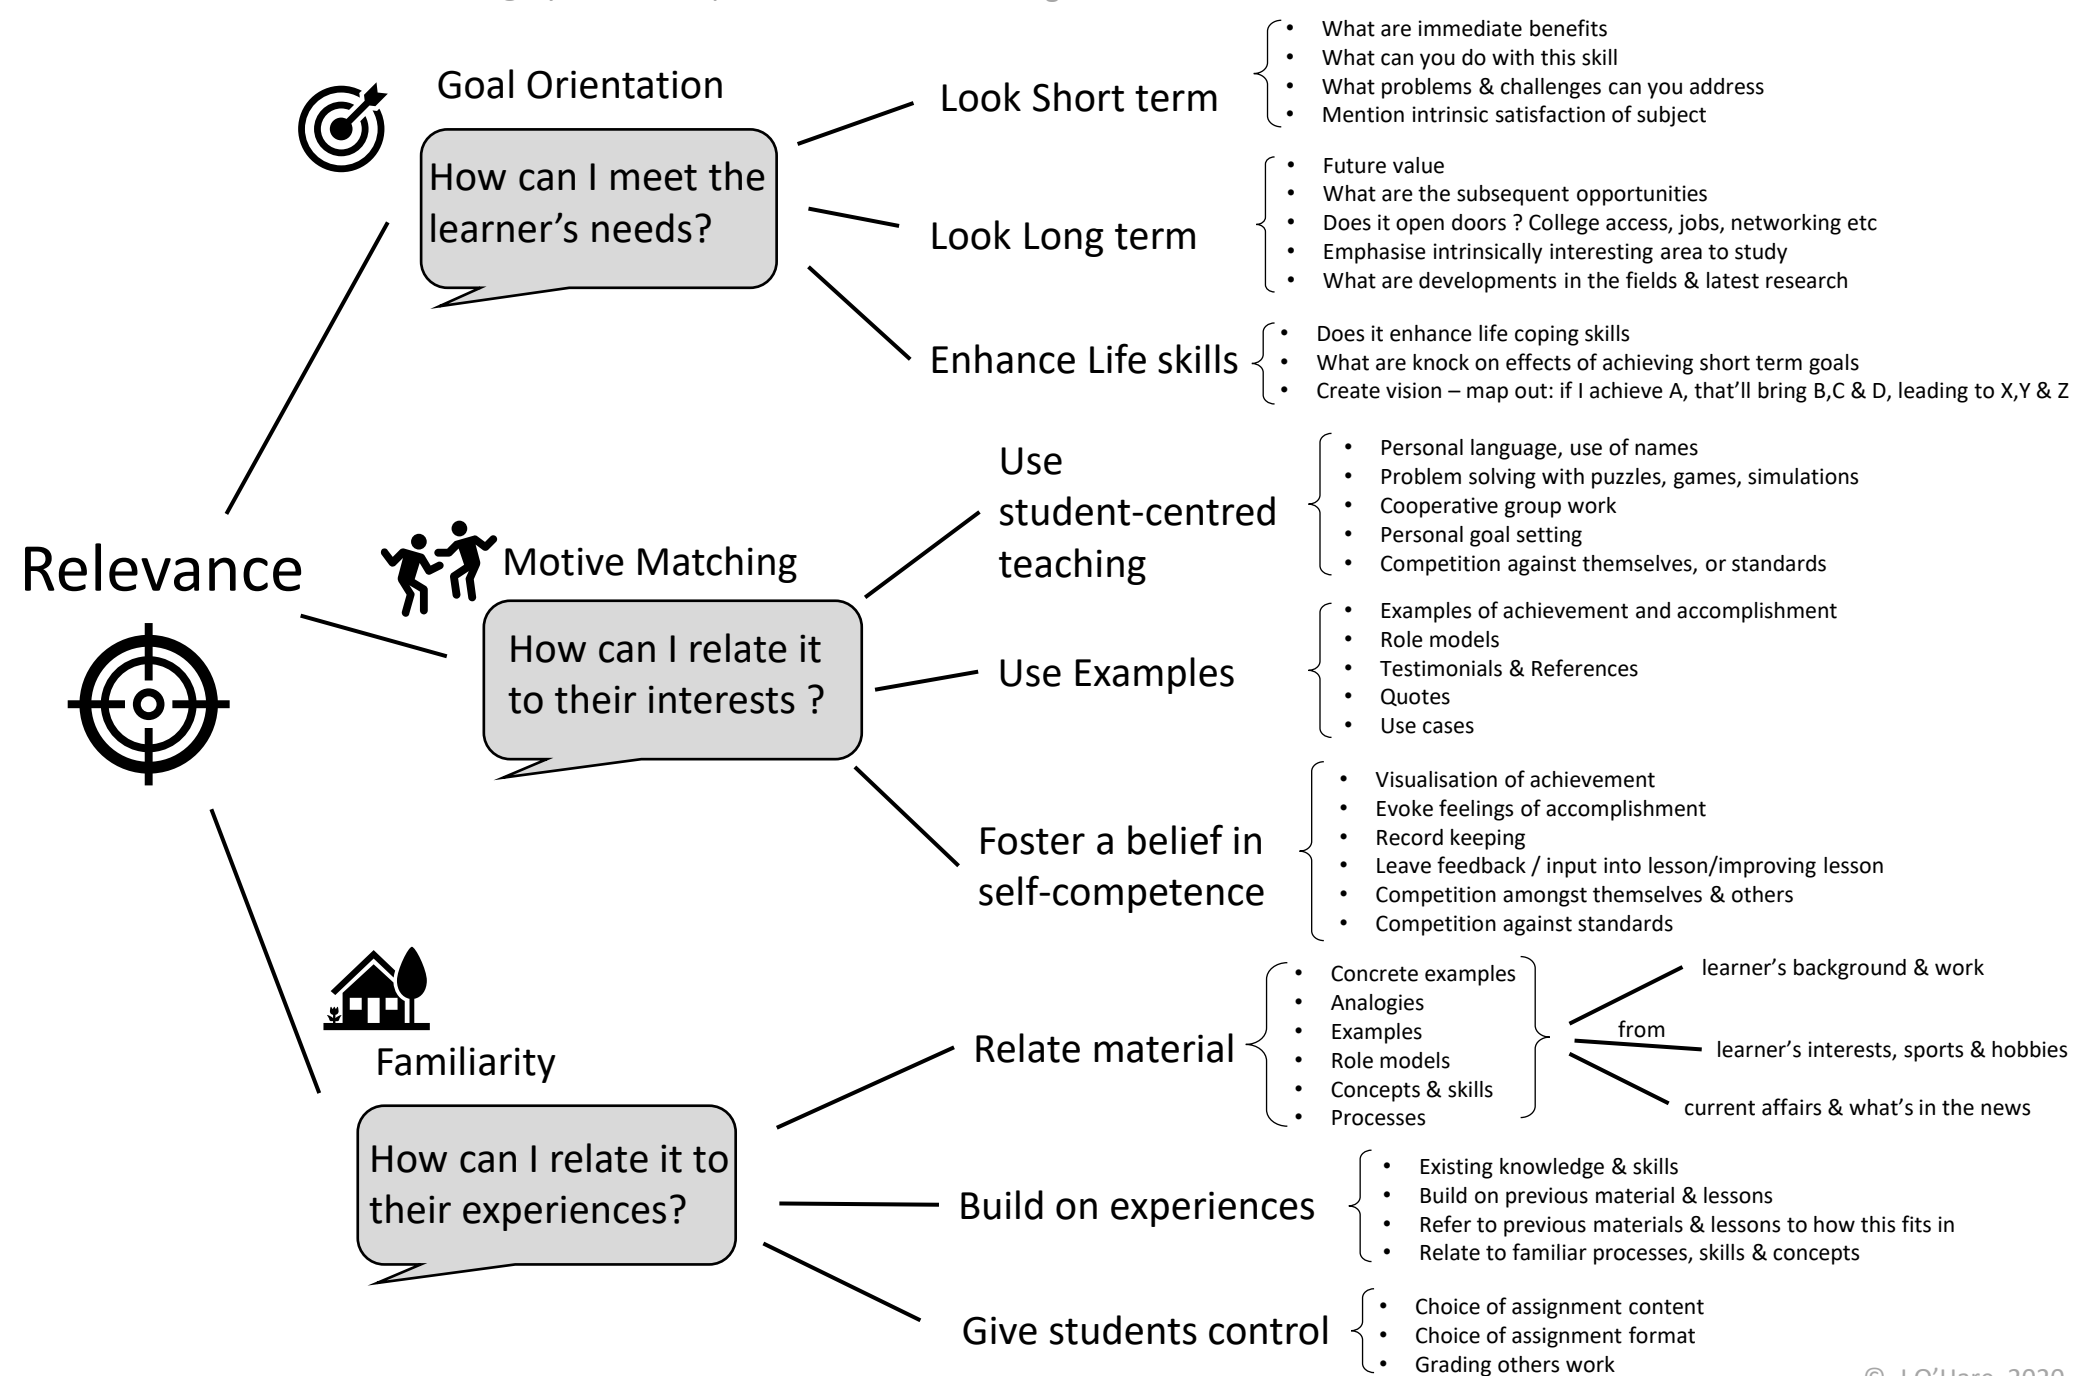 Goal Orientation
How can I meet the
learner's needs?
Look Short term
• What are immediate benefits
• What can you do with this skill
• What problems & challenges can you address
• Mention intrinsic satisfaction of subject
Look Long term
• Future value
• What are the subsequent opportunities
• Does it open doors ? College access, jobs, networking etc
• Emphasise intrinsically interesting area to study
• What are developments in the fields & latest research
Enhance Life skills
• Does it enhance life coping skills
• What are knock on effects of achieving short term goals
• Create vision – map out: if I achieve A, that'll bring B,C & D, leading to X,Y & Z
Relevance
Motive Matching
How can I relate it
to their interests ?
Use
student-centred
teaching
• Personal language, use of names
• Problem solving with puzzles, games, simulations
• Cooperative group work
• Personal goal setting
• Competition against themselves, or standards
Use Examples
• Examples of achievement and accomplishment
• Role models
• Testimonials & References
• Quotes
• Use cases
Foster a belief in
self-competence
• Visualisation of achievement
• Evoke feelings of accomplishment
• Record keeping
• Leave feedback / input into lesson/improving lesson
• Competition amongst themselves & others
• Competition against standards
Familiarity
How can I relate it to
their experiences?
Relate material
• Concrete examples
• Analogies
• Examples
• Role models
• Concepts & skills
• Processes
from
learner's background & work
learner's interests, sports & hobbies
current affairs & what's in the news
Build on experiences
• Existing knowledge & skills
• Build on previous material & lessons
• Refer to previous materials & lessons to how this fits in
• Relate to familiar processes, skills & concepts
Give students control
• Choice of assignment content
• Choice of assignment format
• Grading others work
© J O'Hare 2020